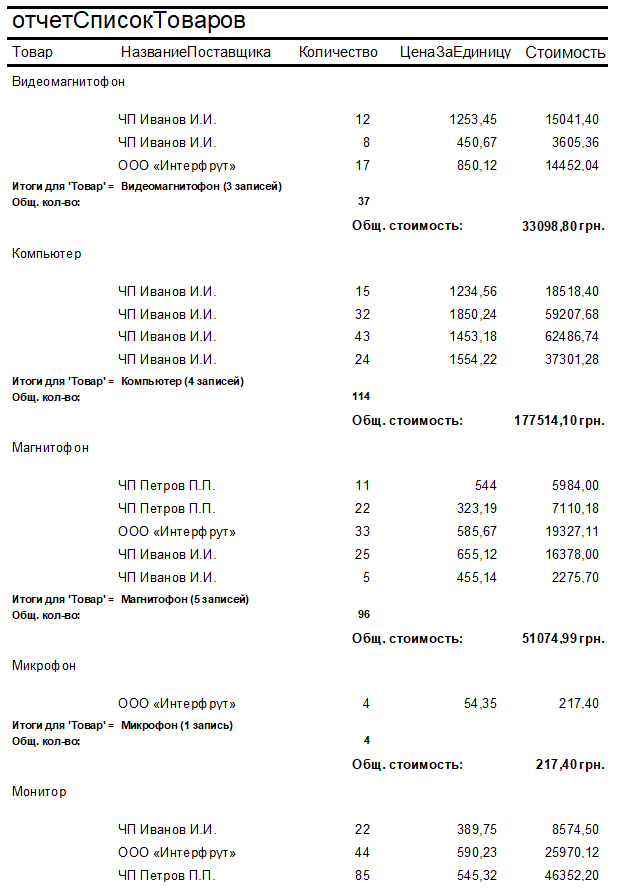 отчетСписокТоваров
Товар НазваниеПоставщика Количество ЦенаЗаЕдиницу Стоимость
Видеомагнитофон
ЧП Иванов И.И. 12 1253,45 15041,40
ЧП Иванов И.И. 8 450,67 3605,36
ООО «Интерфрут» 17 850,12 14452,04
Итоги для 'Товар' = Видеомагнитофон (3 записей)
Общ. кол-во: 37
Общ. стоимость: 33098,80 грн.
Компьютер
ЧП Иванов И.И. 15 1234,56 18518,40
ЧП Иванов И.И. 32 1850,24 59207,68
ЧП Иванов И.И. 43 1453,18 62486,74
ЧП Иванов И.И. 24 1554,22 37301,28
Итоги для 'Товар' = Компьютер (4 записей)
Общ. кол-во: 114
Общ. стоимость: 177514,10 грн.
Магнитофон
ЧП Петров П.П. 11 544 5984,00
ЧП Петров П.П. 22 323,19 7110,18
ООО «Интерфрут» 33 585,67 19327,11
ЧП Иванов И.И. 25 655,12 16378,00
ЧП Иванов И.И. 5 455,14 2275,70
Итоги для 'Товар' = Магнитофон (5 записей)
Общ. кол-во: 96
Общ. стоимость: 51074,99 грн.
Микрофон
ООО «Интерфрут» 4 54,35 217,40
Итоги для 'Товар' = Микрофон (1 запись)
Общ. кол-во: 4
Общ. стоимость: 217,40 грн.
Монитор
ЧП Иванов И.И. 22 389,75 8574,50
ООО «Интерфрут» 44 590,23 25970,12
ЧП Петров П.П. 85 545,32 46352,20